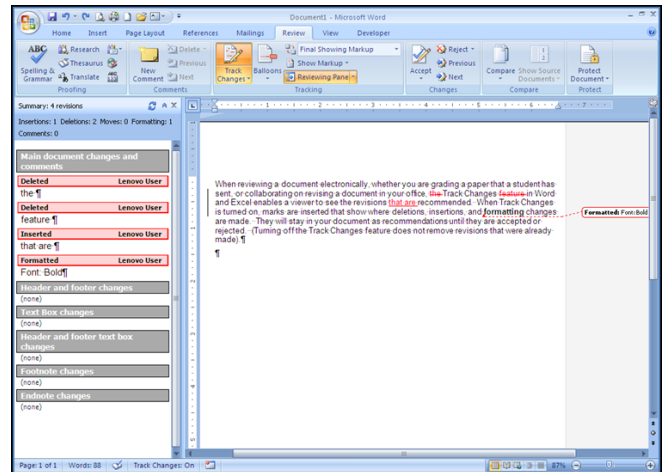 Document1 - Microsoft Word
Home Insert Page Layout References Mailings Review View Developer
ABC Research Delete Final Showing Markup Reject
Thesaurus Previous Show Markup Previous
Spelling & Grammar Translate New Comment Next Track Changes Balloons Reviewing Pane Accept Next Compare Show Source Documents Protect Document
Proofing Comments Tracking Changes Compare Protect
Summary: 4 revisions
Insertions: 1 Deletions: 2 Moves: 0 Formatting: 1
Comments: 0
Main document changes and
comments
Deleted Lenovo User
the ¶
Deleted Lenovo User
feature ¶
Inserted Lenovo User
that are ¶
Formatted Lenovo User
Font: Bold¶
Header and footer changes
(none)
Text Box changes
(none)
Header and footer text box
changes
(none)
Footnote changes
(none)
Endnote changes
(none)
When reviewing a document electronically, whether you are grading a paper that a student has
sent, or collaborating on revising a document in your office, the Track Changes feature in Word
and Excel enables a viewer to see the revisions that are recommended. When Track Changes
is turned on, marks are inserted that show where deletions, insertions, and formatting changes
are made. They will stay in your document as recommendations until they are accepted or
rejected. (Turning off the Track Changes feature does not remove revisions that were already
made).¶
¶
Formatted: Font: Bold
Page: 1 of 1 Words: 88 Track Changes: On 87%